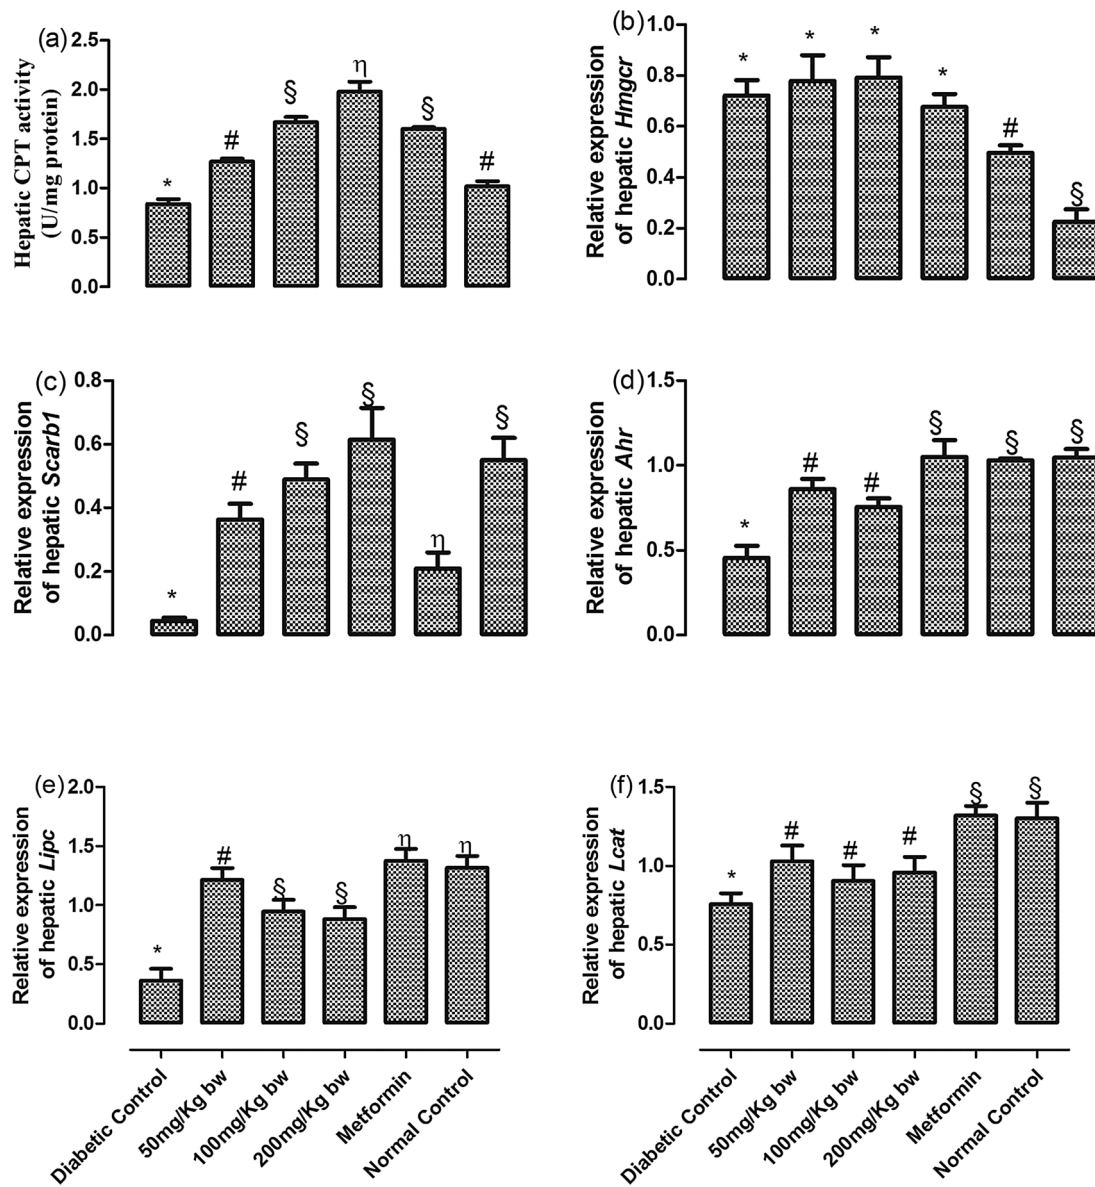 (a)
Hepatic CPT activity
(U/mg protein)
2.5
2.0
1.5
1.0
0.5
0.0
*
#
§
η
§
#
(b)
Relative expression
of hepatic Hmgcr
1.0
0.8
0.6
0.4
0.2
0.0
*
*
*
*
#
§
(c)
Relative expression
of hepatic Scarb1
0.8
0.6
0.4
0.2
0.0
*
#
§
§
η
§
(d)
Relative expression
of hepatic Ahr
1.5
1.0
0.5
0.0
*
#
#
§
§
§
(e)
Relative expression
of hepatic Lipc
2.0
1.5
1.0
0.5
0.0
*
#
§
§
η
η
Diabetic Control
50mg/Kg bw
100mg/Kg bw
200mg/Kg bw
Metformin
Normal Control
(f)
Relative expression
of hepatic Lcat
1.5
1.0
0.5
0.0
*
#
#
#
§
§
Diabetic Control
50mg/Kg bw
100mg/Kg bw
200mg/Kg bw
Metformin
Normal Control